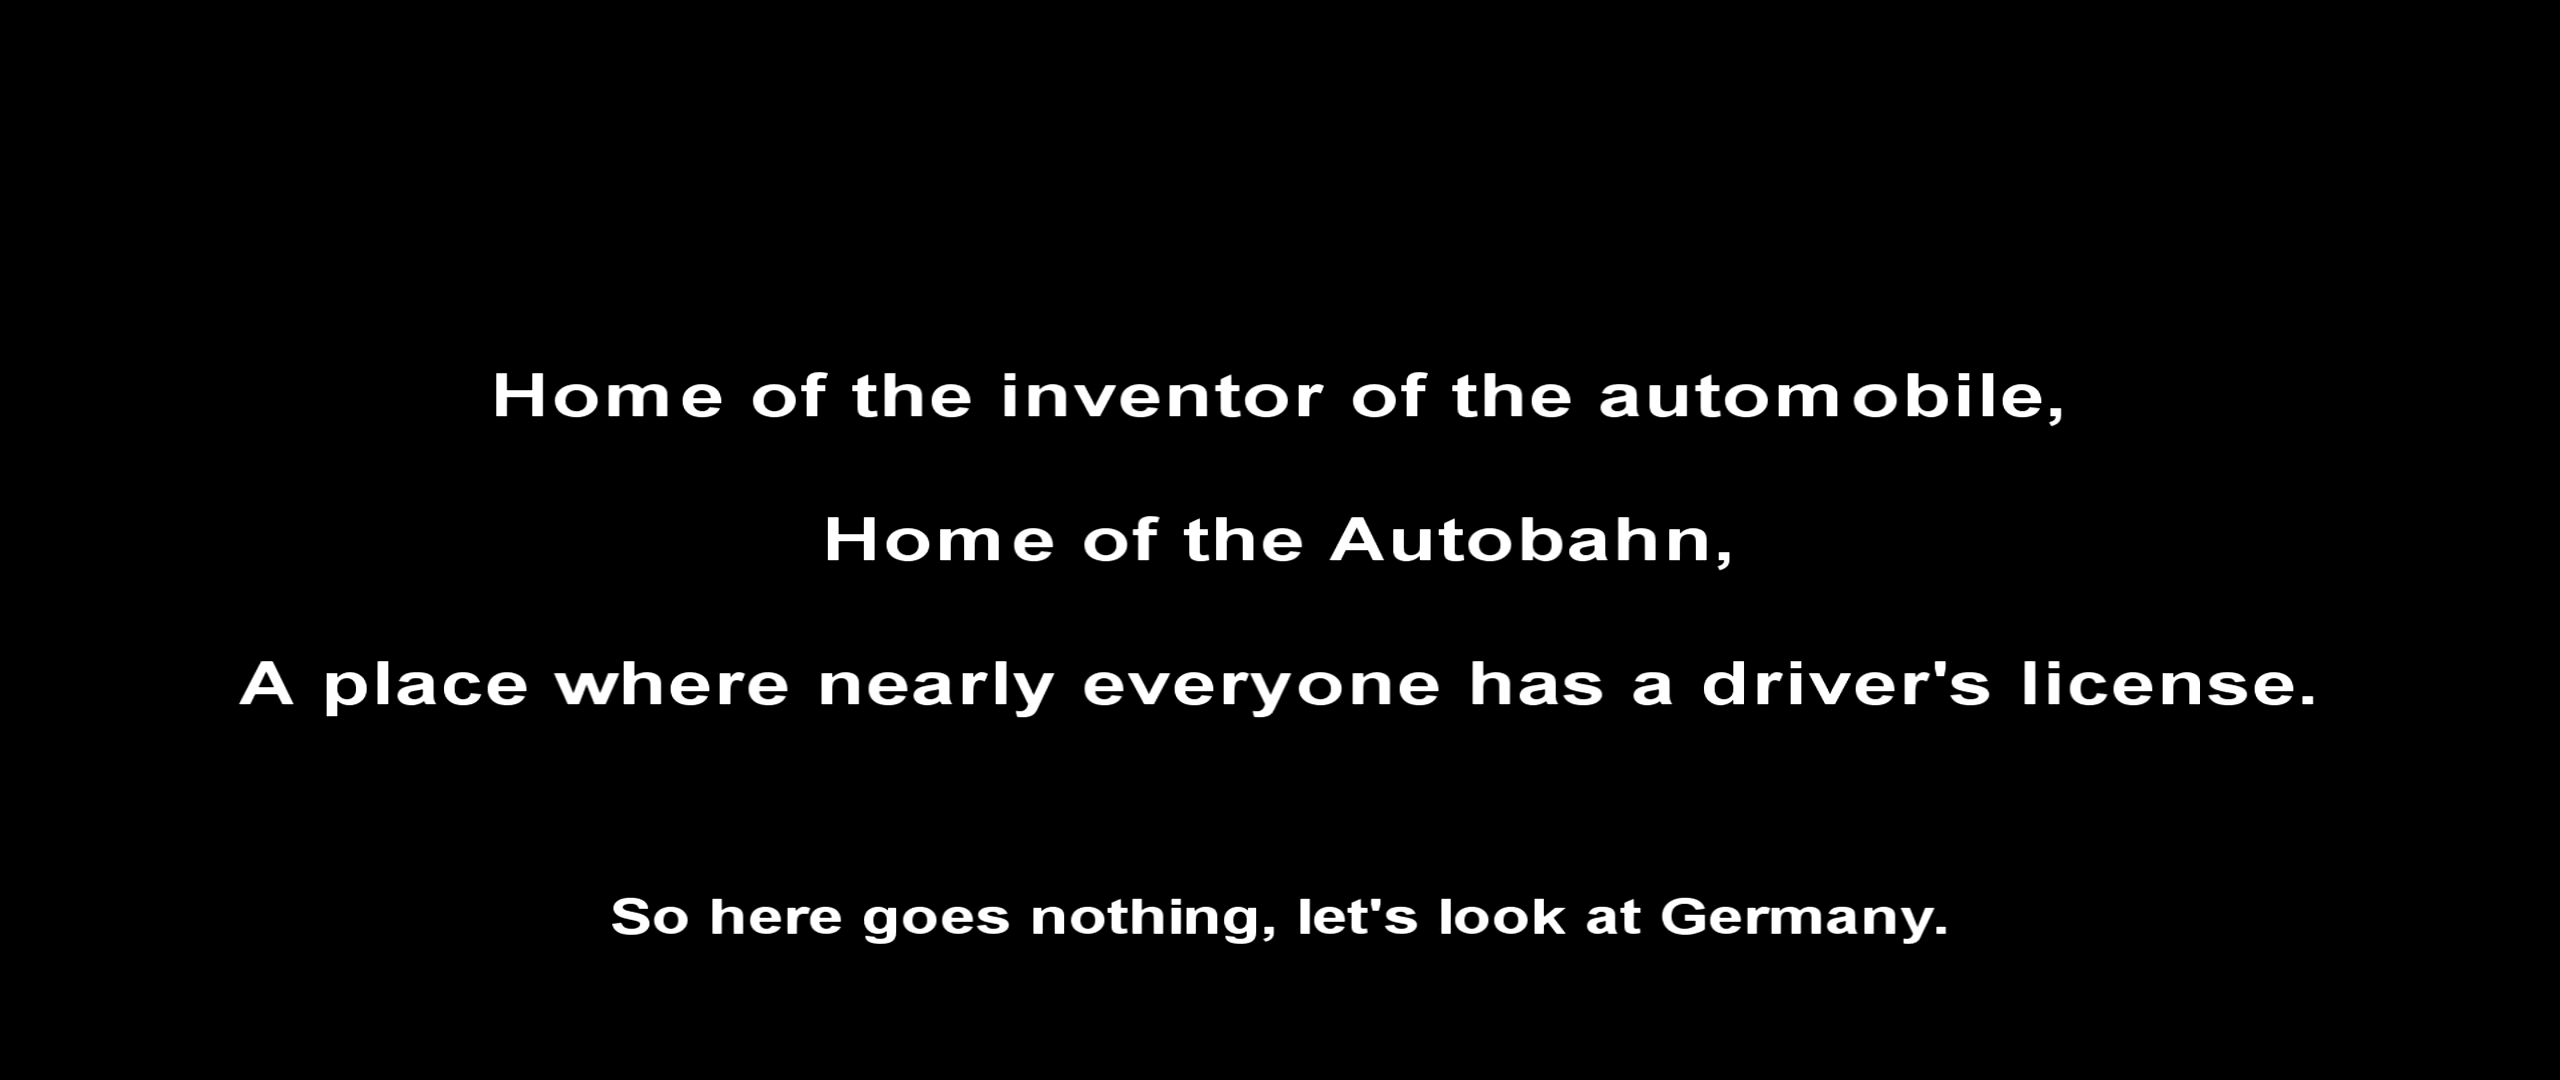 Home of the inventor of the automobile,
Home of the Autobahn,
A place where nearly everyone has a driver's license.
So here goes nothing, let's look at Germany.